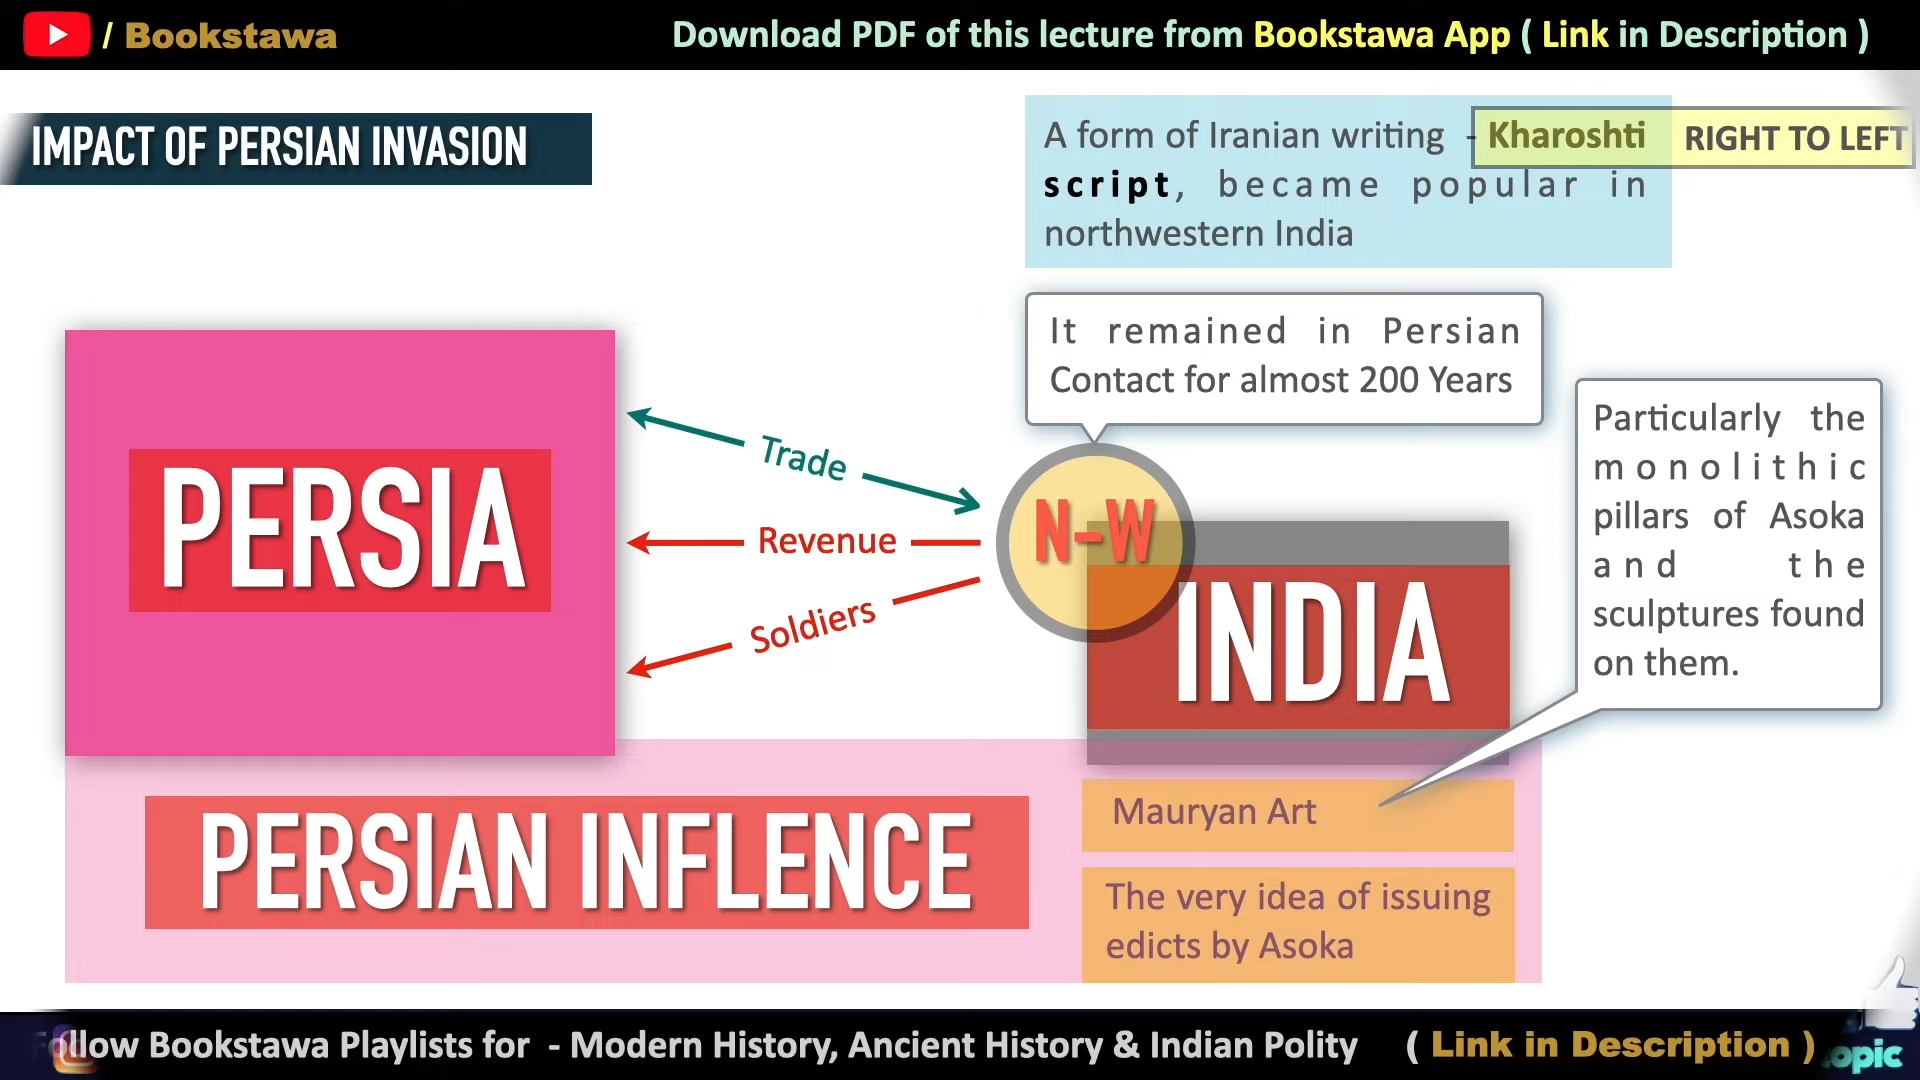 / Bookstawa
Download PDF of this lecture from Bookstawa App ( Link in Description )
IMPACT OF PERSIAN INVASION
A form of Iranian writing - Kharoshti
RIGHT TO LEFT
script, became popular in
northwestern India
It remained in Persian
Contact for almost 200 Years
Particularly the
monolithic
pillars of Asoka
and the
sculptures found
on them.
PERSIA
Trade
Revenue
Soldiers
N-W
INDIA
PERSIAN INFLENCE
Mauryan Art
The very idea of issuing
edicts by Asoka
Follow Bookstawa Playlists for - Modern History, Ancient History & Indian Polity ( Link in Description )
opic